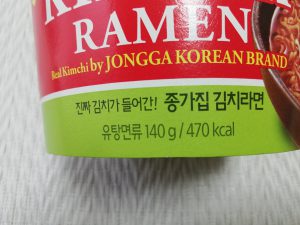 RAMEN
Real Kimchi by JONGGA KOREAN BRAND
진짜 김치가 들어간! 종가집 김치라면
유탕면류 140 g / 470 kcal